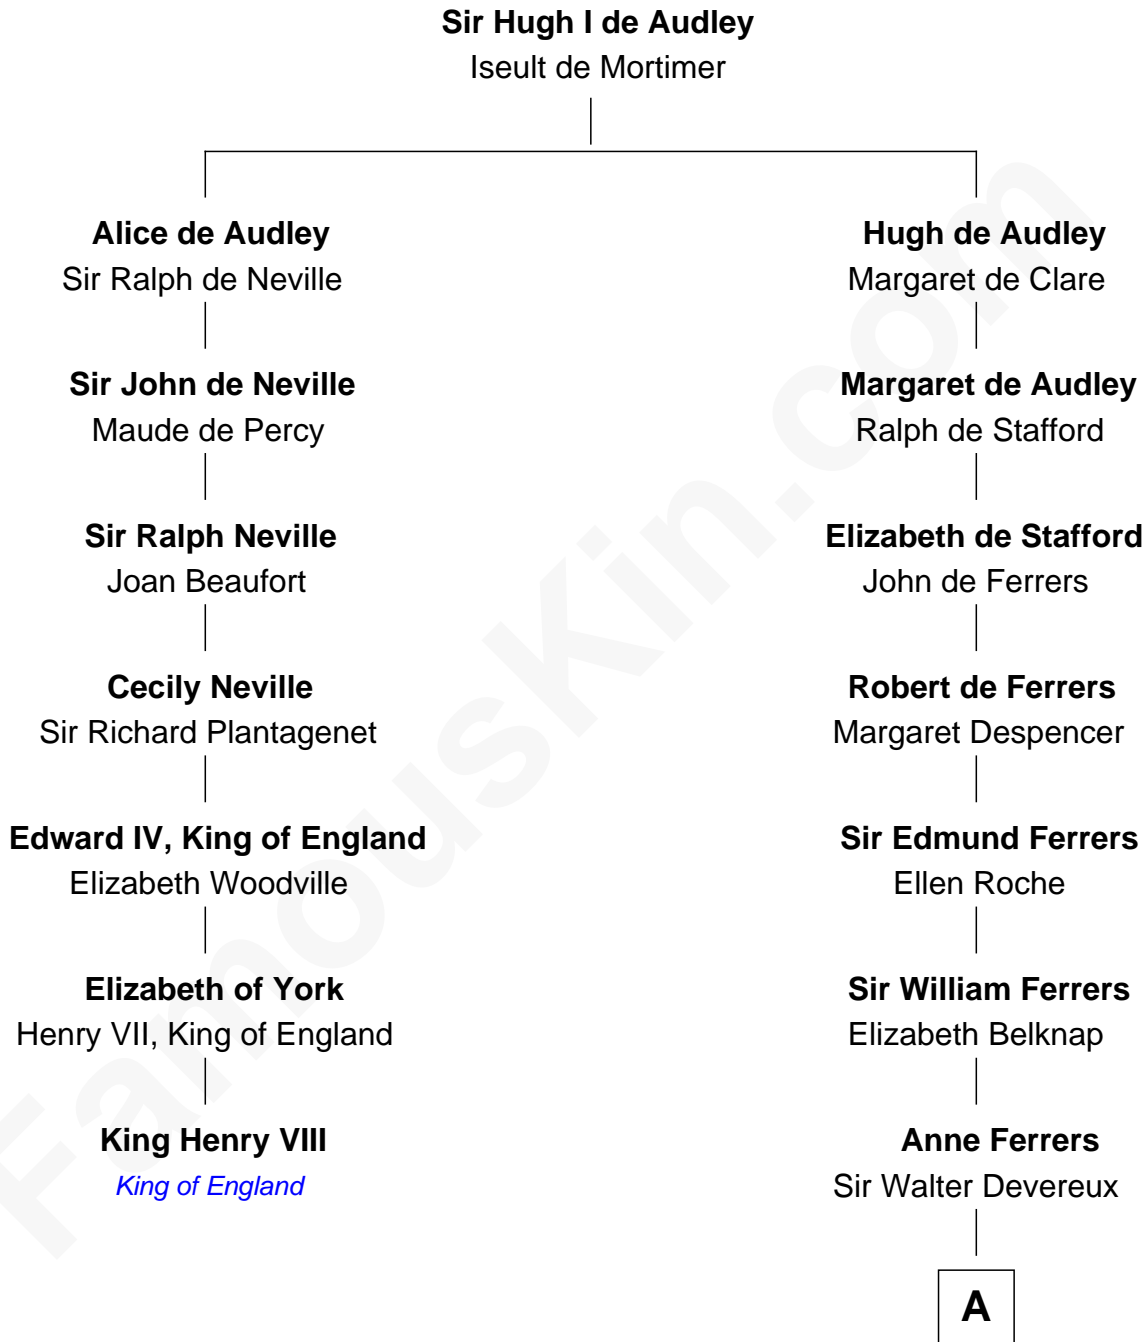 Sir Hugh I de Audley
Iseult de Mortimer
Alice de Audley
Sir Ralph de Neville
Hugh de Audley
Margaret de Clare
Sir John de Neville
Maude de Percy
Margaret de Audley
Ralph de Stafford
Sir Ralph Neville
Joan Beaufort
Elizabeth de Stafford
John de Ferrers
Cecily Neville
Sir Richard Plantagenet
Robert de Ferrers
Margaret Despencer
Edward IV, King of England
Elizabeth Woodville
Sir Edmund Ferrers
Ellen Roche
Elizabeth of York
Henry VII, King of England
Sir William Ferrers
Elizabeth Belknap
King Henry VIII
King of England
Anne Ferrers
Sir Walter Devereux
A
FamousKin.com